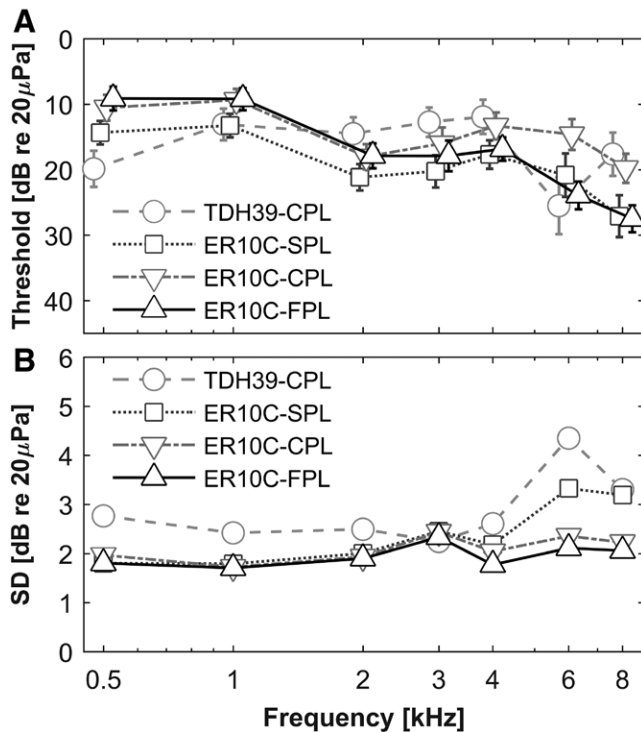 A
0
10
20
30
40
Threshold [dB re 20µPa]
TDH39-CPL
ER10C-SPL
ER10C-CPL
ER10C-FPL
B
6
5
4
3
2
1
0
SD [dB re 20µPa]
TDH39-CPL
ER10C-SPL
ER10C-CPL
ER10C-FPL
0.5 1 2 3 4 6 8
Frequency [kHz]